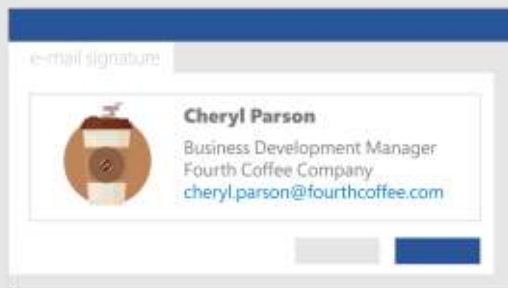 e-mail signature
Cheryl Parson
Business Development Manager
Fourth Coffee Company
cheryl.parson@fourthcoffee.com